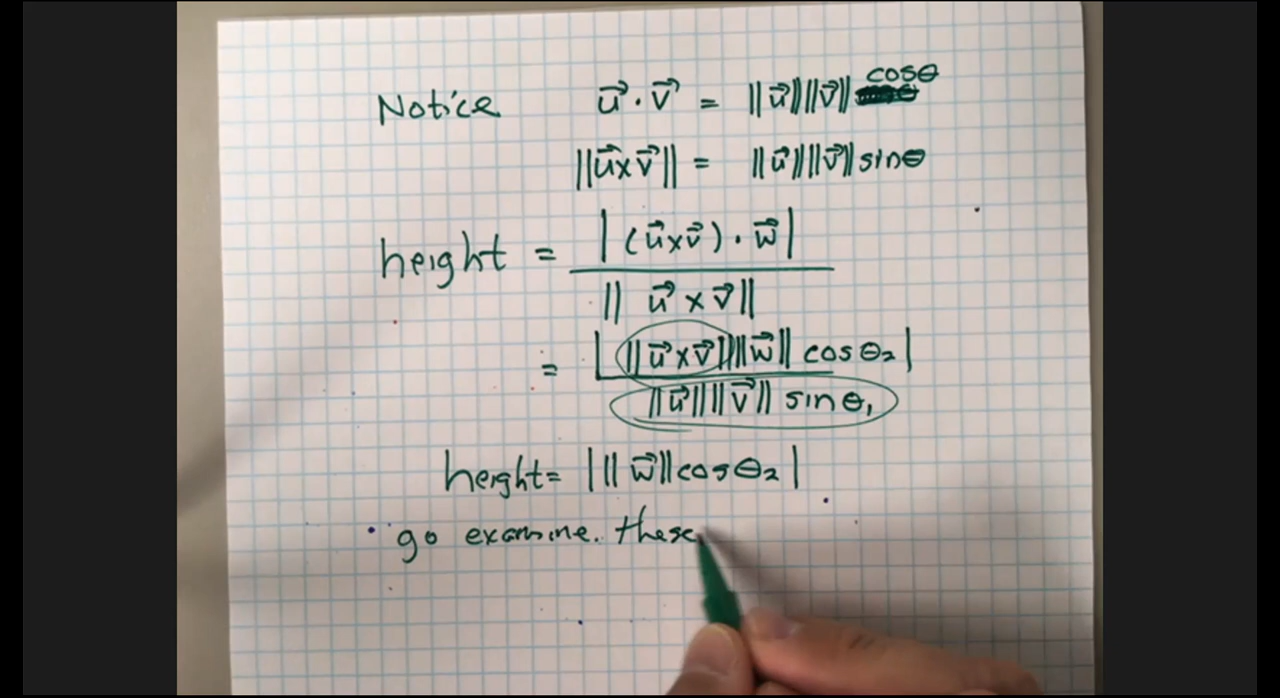 Notice u⃗ · v⃗ = ||u⃗|| ||v⃗|| cosθ
||u⃗×v⃗|| = ||u⃗|| ||v⃗|| sinθ
height = |(u⃗×v⃗) · w⃗|
|| u⃗ × v⃗||
= | ||u⃗×v⃗|| ||w⃗|| cosθ₂|
||u⃗|| ||v⃗|| sinθ₁
height = | ||w⃗|| cosθ₂ |
go examine. these